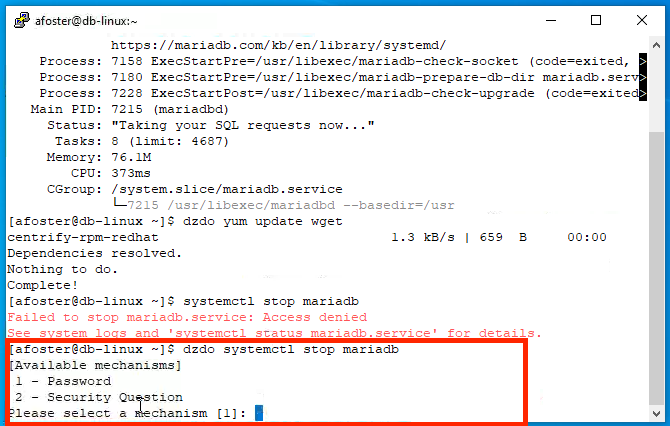 afoster@db-linux:~
https://mariadb.com/kb/en/library/systemd/
Process: 7158 ExecStartPre=/usr/libexec/mariadb-check-socket (code=exited, >
Process: 7180 ExecStartPre=/usr/libexec/mariadb-prepare-db-dir mariadb.serv>
Process: 7228 ExecStartPost=/usr/libexec/mariadb-check-upgrade (code=exited>
Main PID: 7215 (mariadbd)
Status: "Taking your SQL requests now..."
Tasks: 8 (limit: 4687)
Memory: 76.1M
CPU: 373ms
CGroup: /system.slice/mariadb.service
└─7215 /usr/libexec/mariadbd --basedir=/usr
[afoster@db-linux ~]$ dzdo yum update wget
centrify-rpm-redhat 1.3 kB/s | 659 B 00:00
Dependencies resolved.
Nothing to do.
Complete!
[afoster@db-linux ~]$ systemctl stop mariadb
Failed to stop mariadb.service: Access denied
See system logs and 'systemctl status mariadb.service' for details.
[afoster@db-linux ~]$ dzdo systemctl stop mariadb
[Available mechanisms]
1 - Password
2 - Security Question
Please select a mechanism [1]: